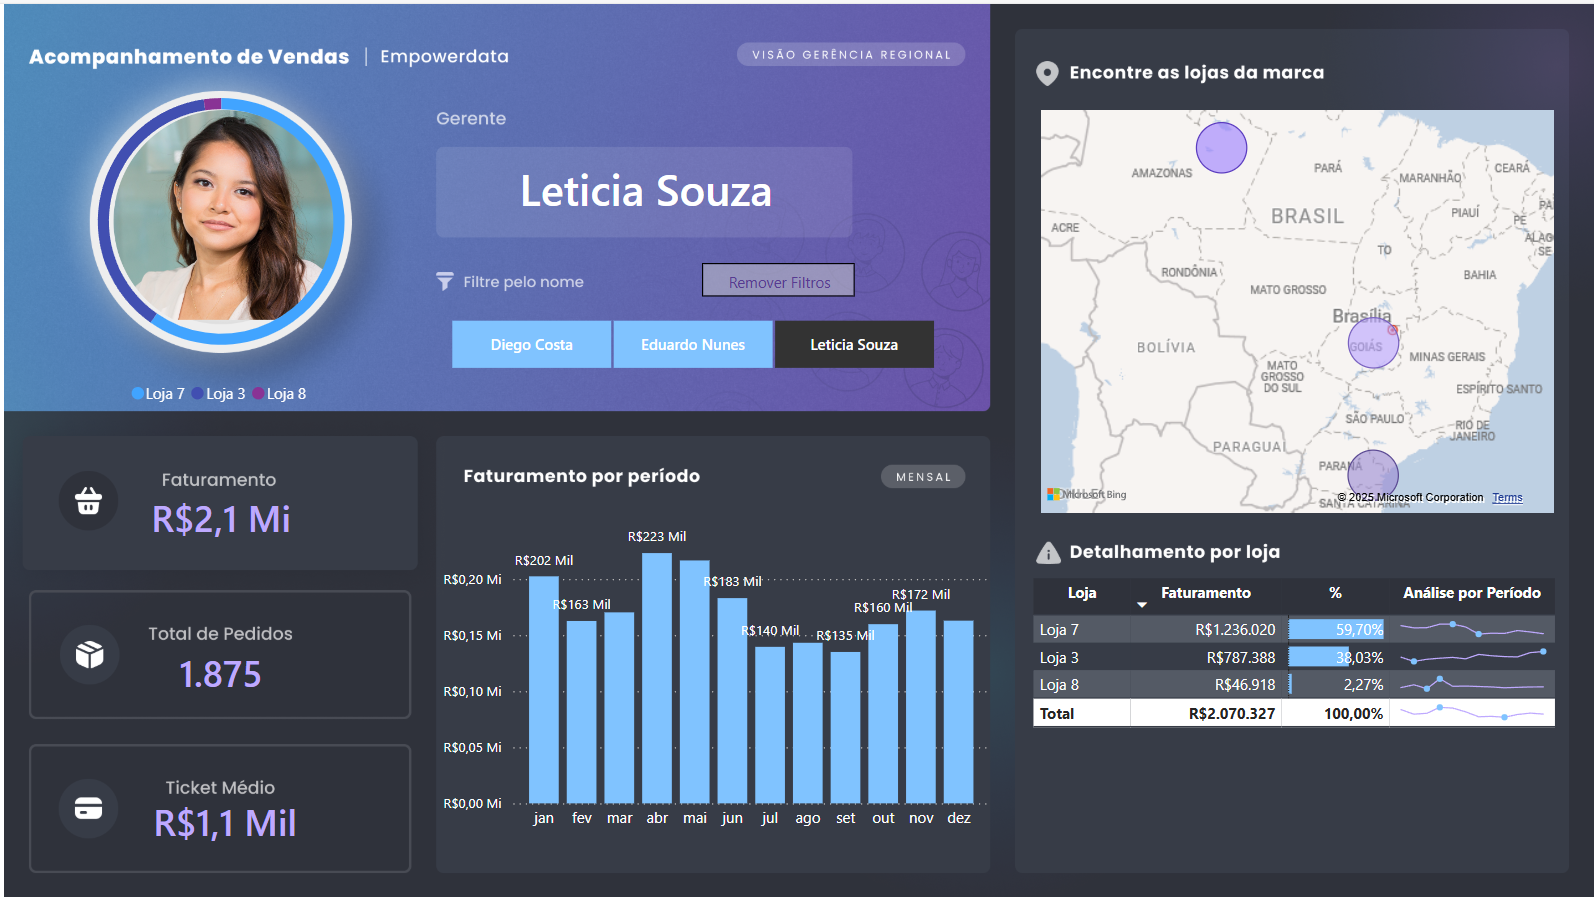 Acompanhamento de Vendas | Empowerdata
VISÃO GERÊNCIA REGIONAL
Gerente
Leticia Souza
Filtre pelo nome
Remover Filtros
Diego Costa
Eduardo Nunes
Leticia Souza
Loja 7 Loja 3 Loja 8
Faturamento
R$2,1 Mi
Total de Pedidos
1.875
Ticket Médio
R$1,1 Mil
Faturamento por período
MENSAL
R$0,20 Mi
R$0,15 Mi
R$0,10 Mi
R$0,05 Mi
R$0,00 Mi
R$202 Mil
R$163 Mil
R$223 Mil
R$183 Mil
R$140 Mil
R$135 Mil
R$160 Mil
R$172 Mil
jan fev mar abr mai jun jul ago set out nov dez
Encontre as lojas da marca
AMAZONAS
PARÁ
MARANHÃO
CEARÁ
BRASIL
PIAUÍ
PA
PE
ACRE
ALAG
SE
TO
RONDÔNIA
BAHIA
MATO GROSSO
Brasília
GOIÁS
BOLÍVIA
MINAS GERAIS
MATO
GROSSO
DO SUL
ESPÍRITO SANTO
SÃO PAULO
RIO DE
JANEIRO
PARAGUAI
PARANÁ
SANTA CATARINA
Microsoft Bing
© 2025 Microsoft Corporation Terms
Detalhamento por loja
Loja Faturamento % Análise por Período
Loja 7 R$1.236.020 59,70%
Loja 3 R$787.388 38,03%
Loja 8 R$46.918 2,27%
Total R$2.070.327 100,00%